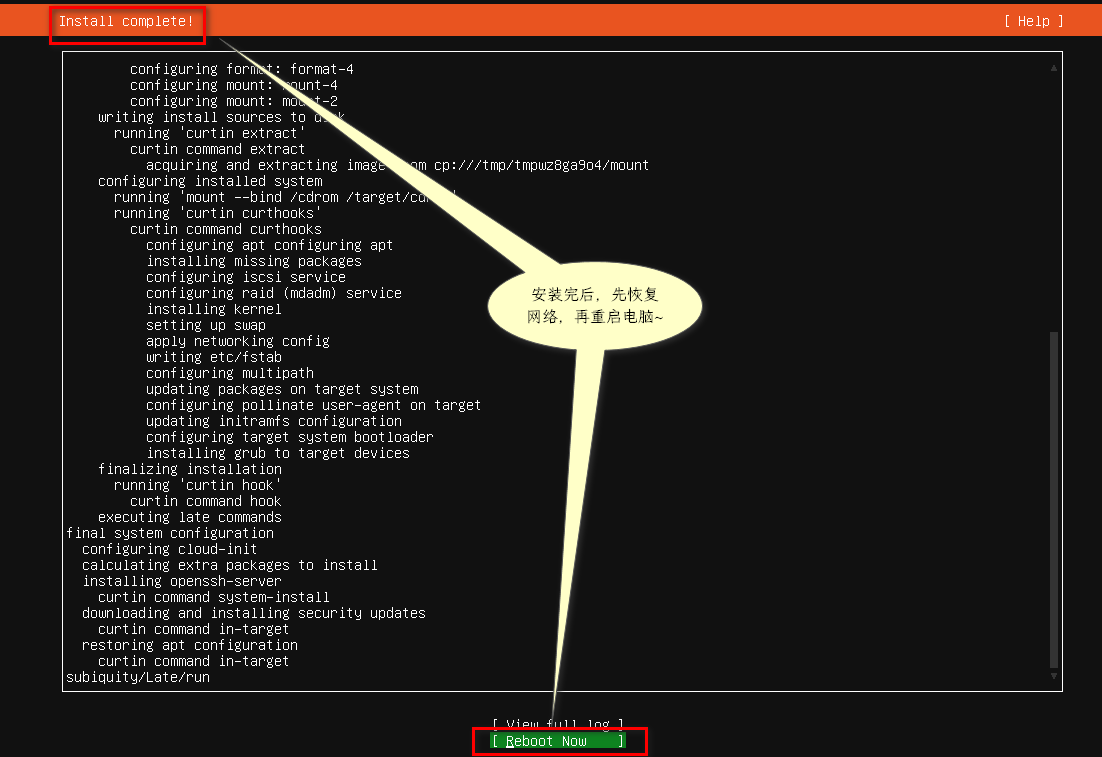 Install complete!
[ Help ]
configuring format: format-4
configuring mount: mount-4
configuring mount: mount-2
writing install sources to disk
running 'curtin extract'
curtin command extract
acquiring and extracting image from cp:///tmp/tmpwz8ga9o4/mount
configuring installed system
running 'mount --bind /cdrom /target/cdrom'
running 'curtin curthooks'
curtin command curthooks
configuring apt configuring apt
installing missing packages
configuring iscsi service
configuring raid (mdadm) service
installing kernel
setting up swap
apply networking config
writing etc/fstab
configuring multipath
updating packages on target system
configuring pollinate user-agent on target
updating initramfs configuration
configuring target system bootloader
installing grub to target devices
finalizing installation
running 'curtin hook'
curtin command hook
executing late commands
final system configuration
configuring cloud-init
calculating extra packages to install
installing openssh-server
curtin command system-install
downloading and installing security updates
curtin command in-target
restoring apt configuration
curtin command in-target
subiquity/Late/run
安装完后，先恢复
网络，再重启电脑~
[ View full log ]
[ Reboot Now ]